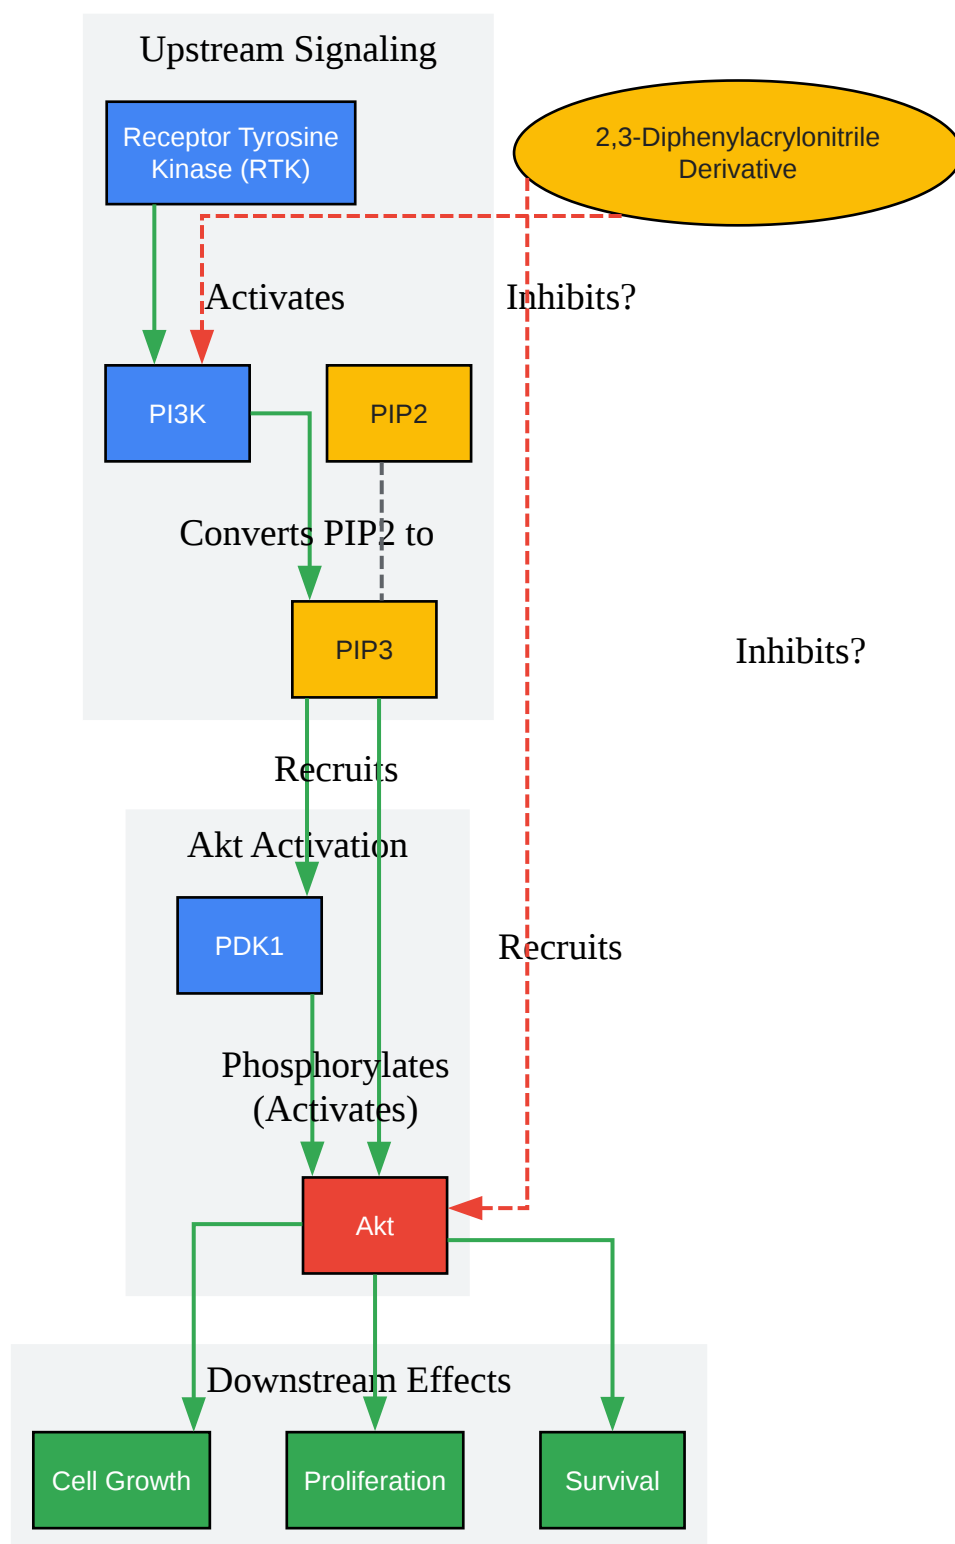 Upstream Signaling
Receptor Tyrosine
Kinase (RTK)
2,3-Diphenylacrylonitrile
Derivative
Activates
Inhibits?
PI3K
PIP2
Converts PIP2 to
PIP3
Inhibits?
Recruits
Akt Activation
PDK1
Recruits
Phosphorylates
(Activates)
Akt
Downstream Effects
Cell Growth
Proliferation
Survival